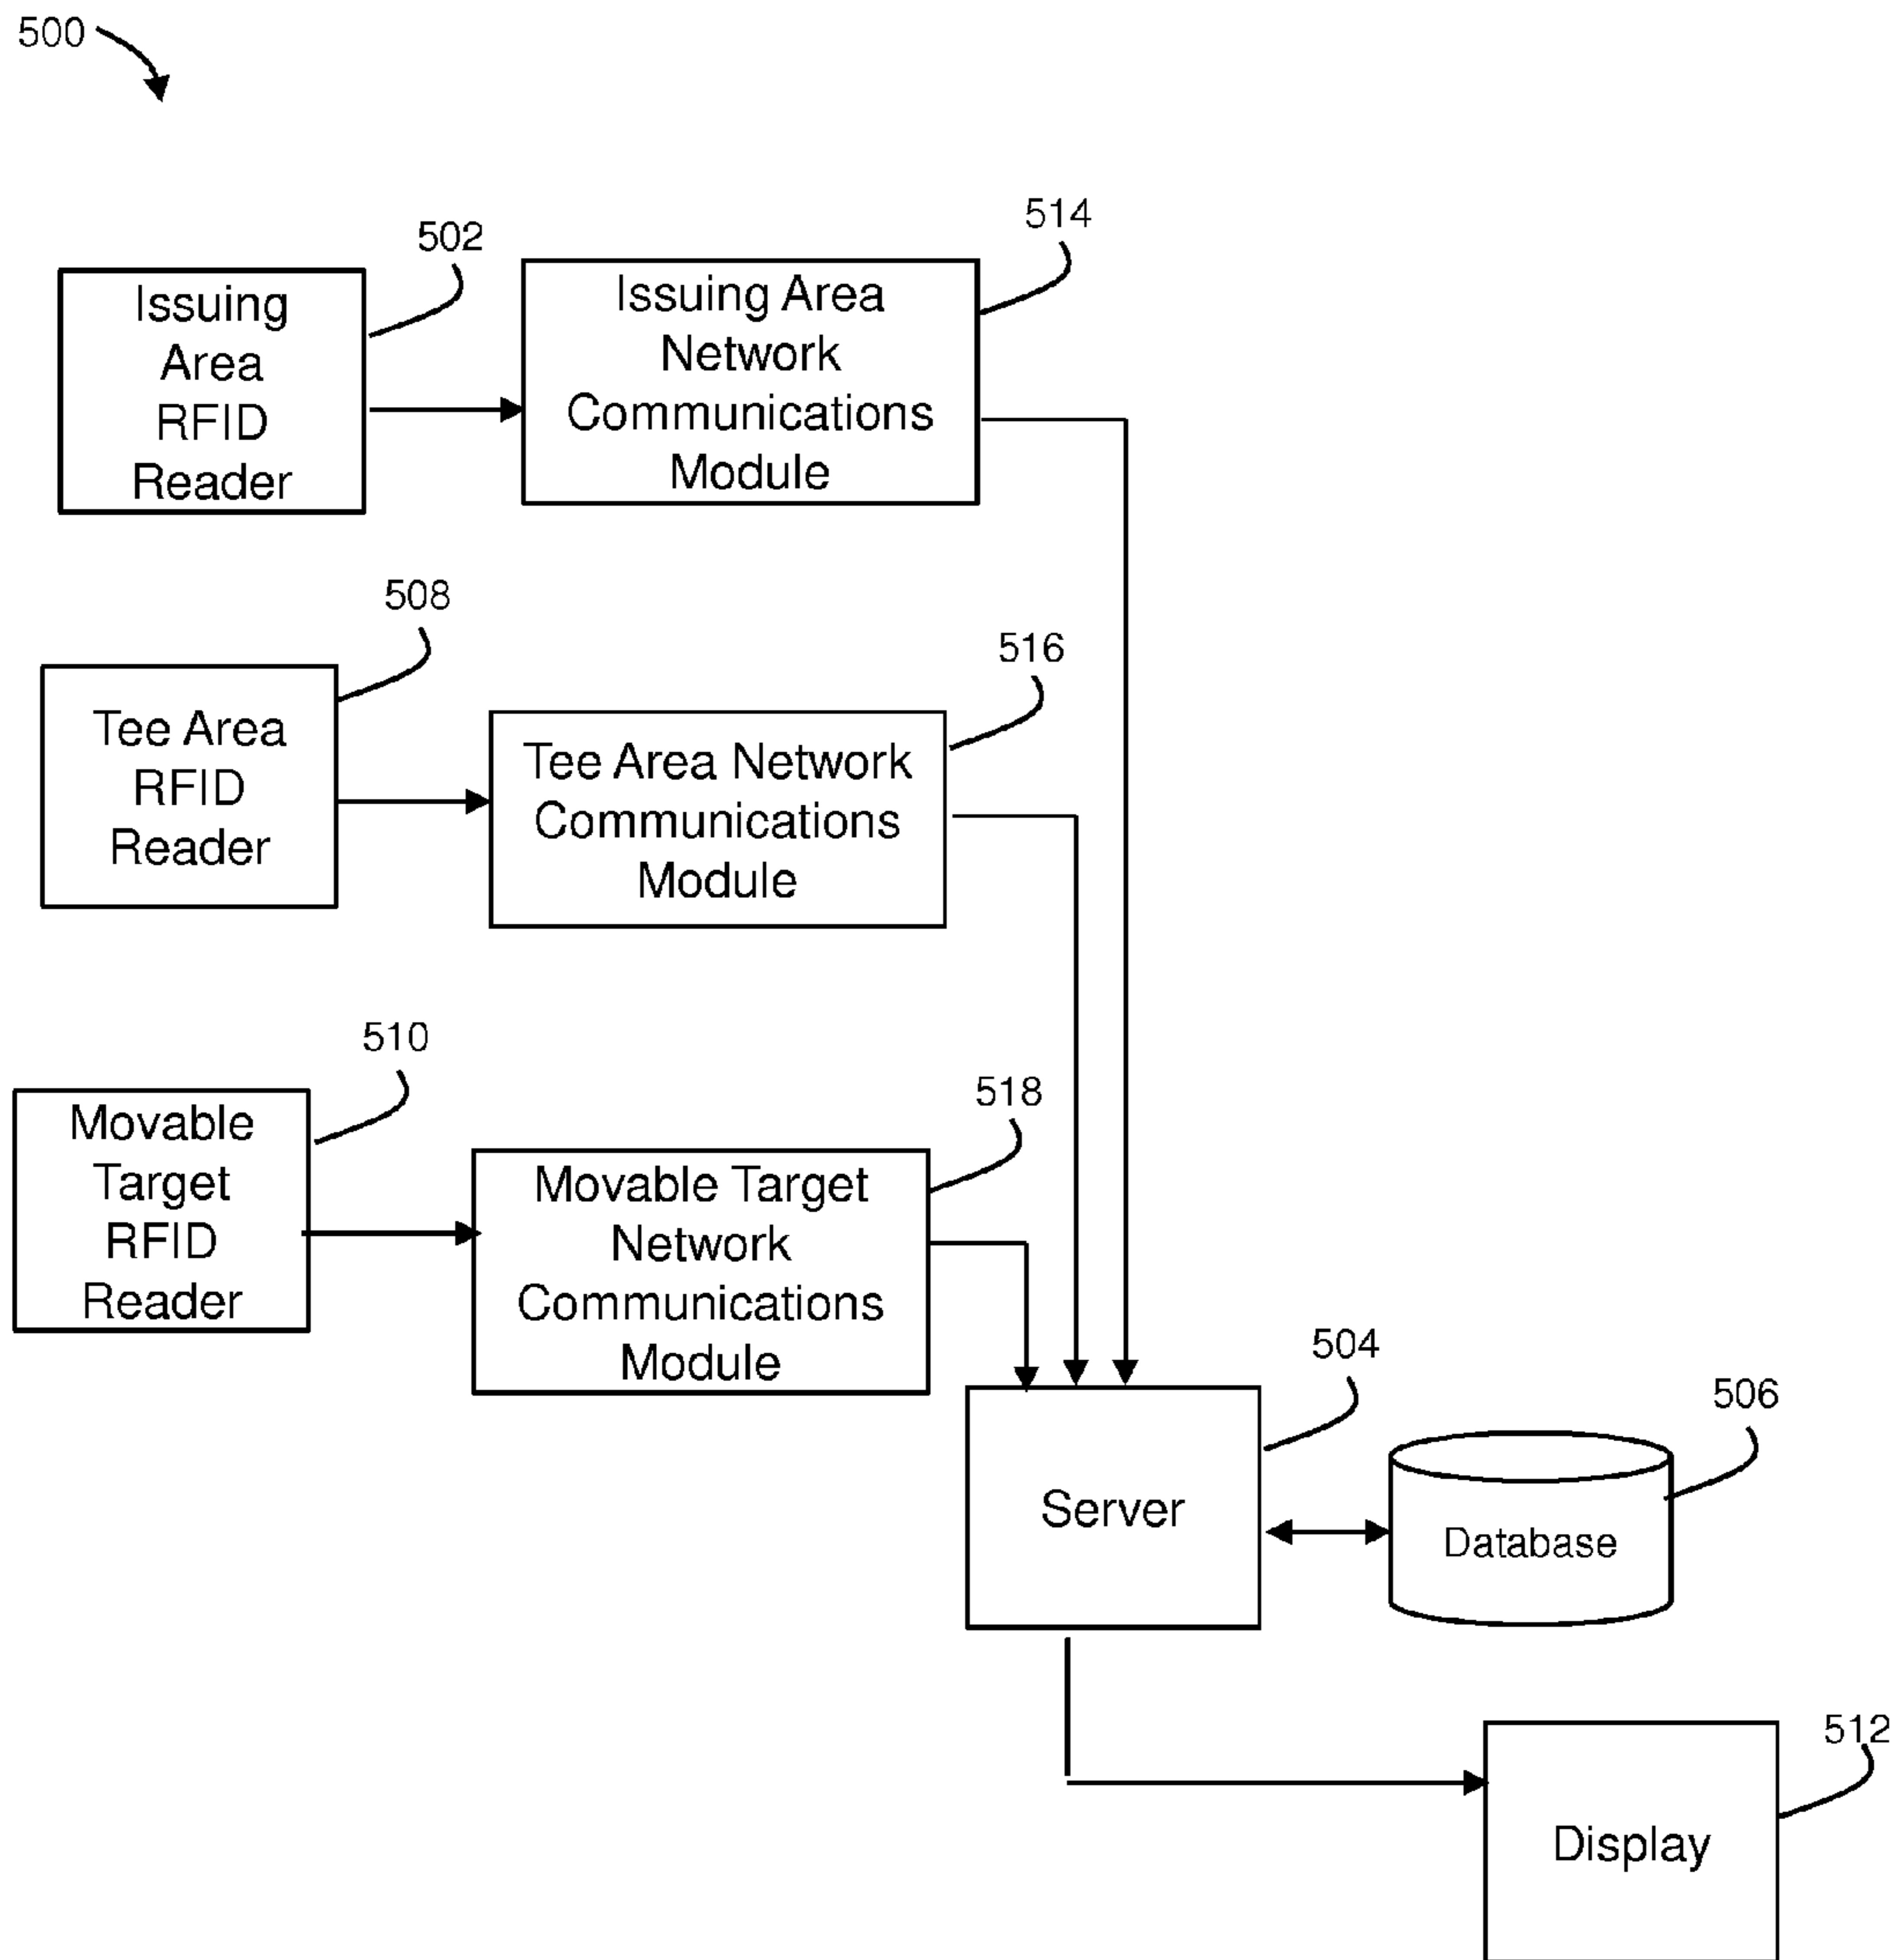 500
502
514
Issuing
Area
RFID
Reader
Issuing Area
Network
Communications
Module
508
516
Tee Area
RFID
Reader
Tee Area Network
Communications
Module
510
518
Movable
Target
RFID
Reader
Movable Target
Network
Communications
Module
504
506
Server
Database
512
Display